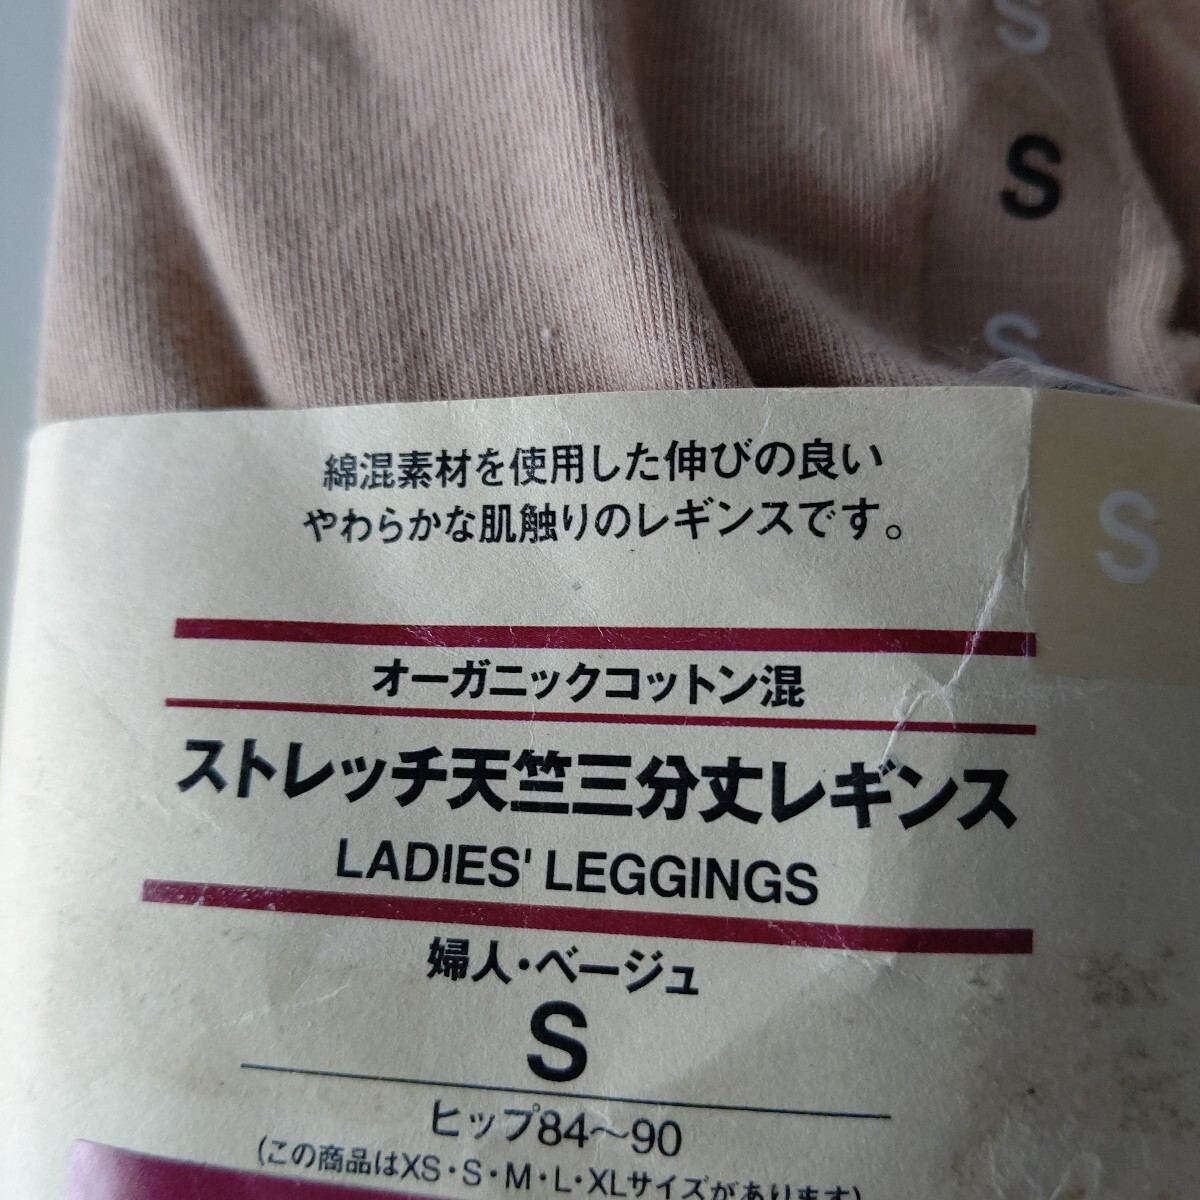 S
S
S
綿混素材を使用した伸びの良い
やわらかな肌触りのレギンスです。
S
オーガニックコットン混
ストレッチ天竺三分丈レギンス
LADIES' LEGGINGS
婦人・ベージュ
S
ヒップ84～90
(この商品はXS・S・M・L・XLサイズがあります)